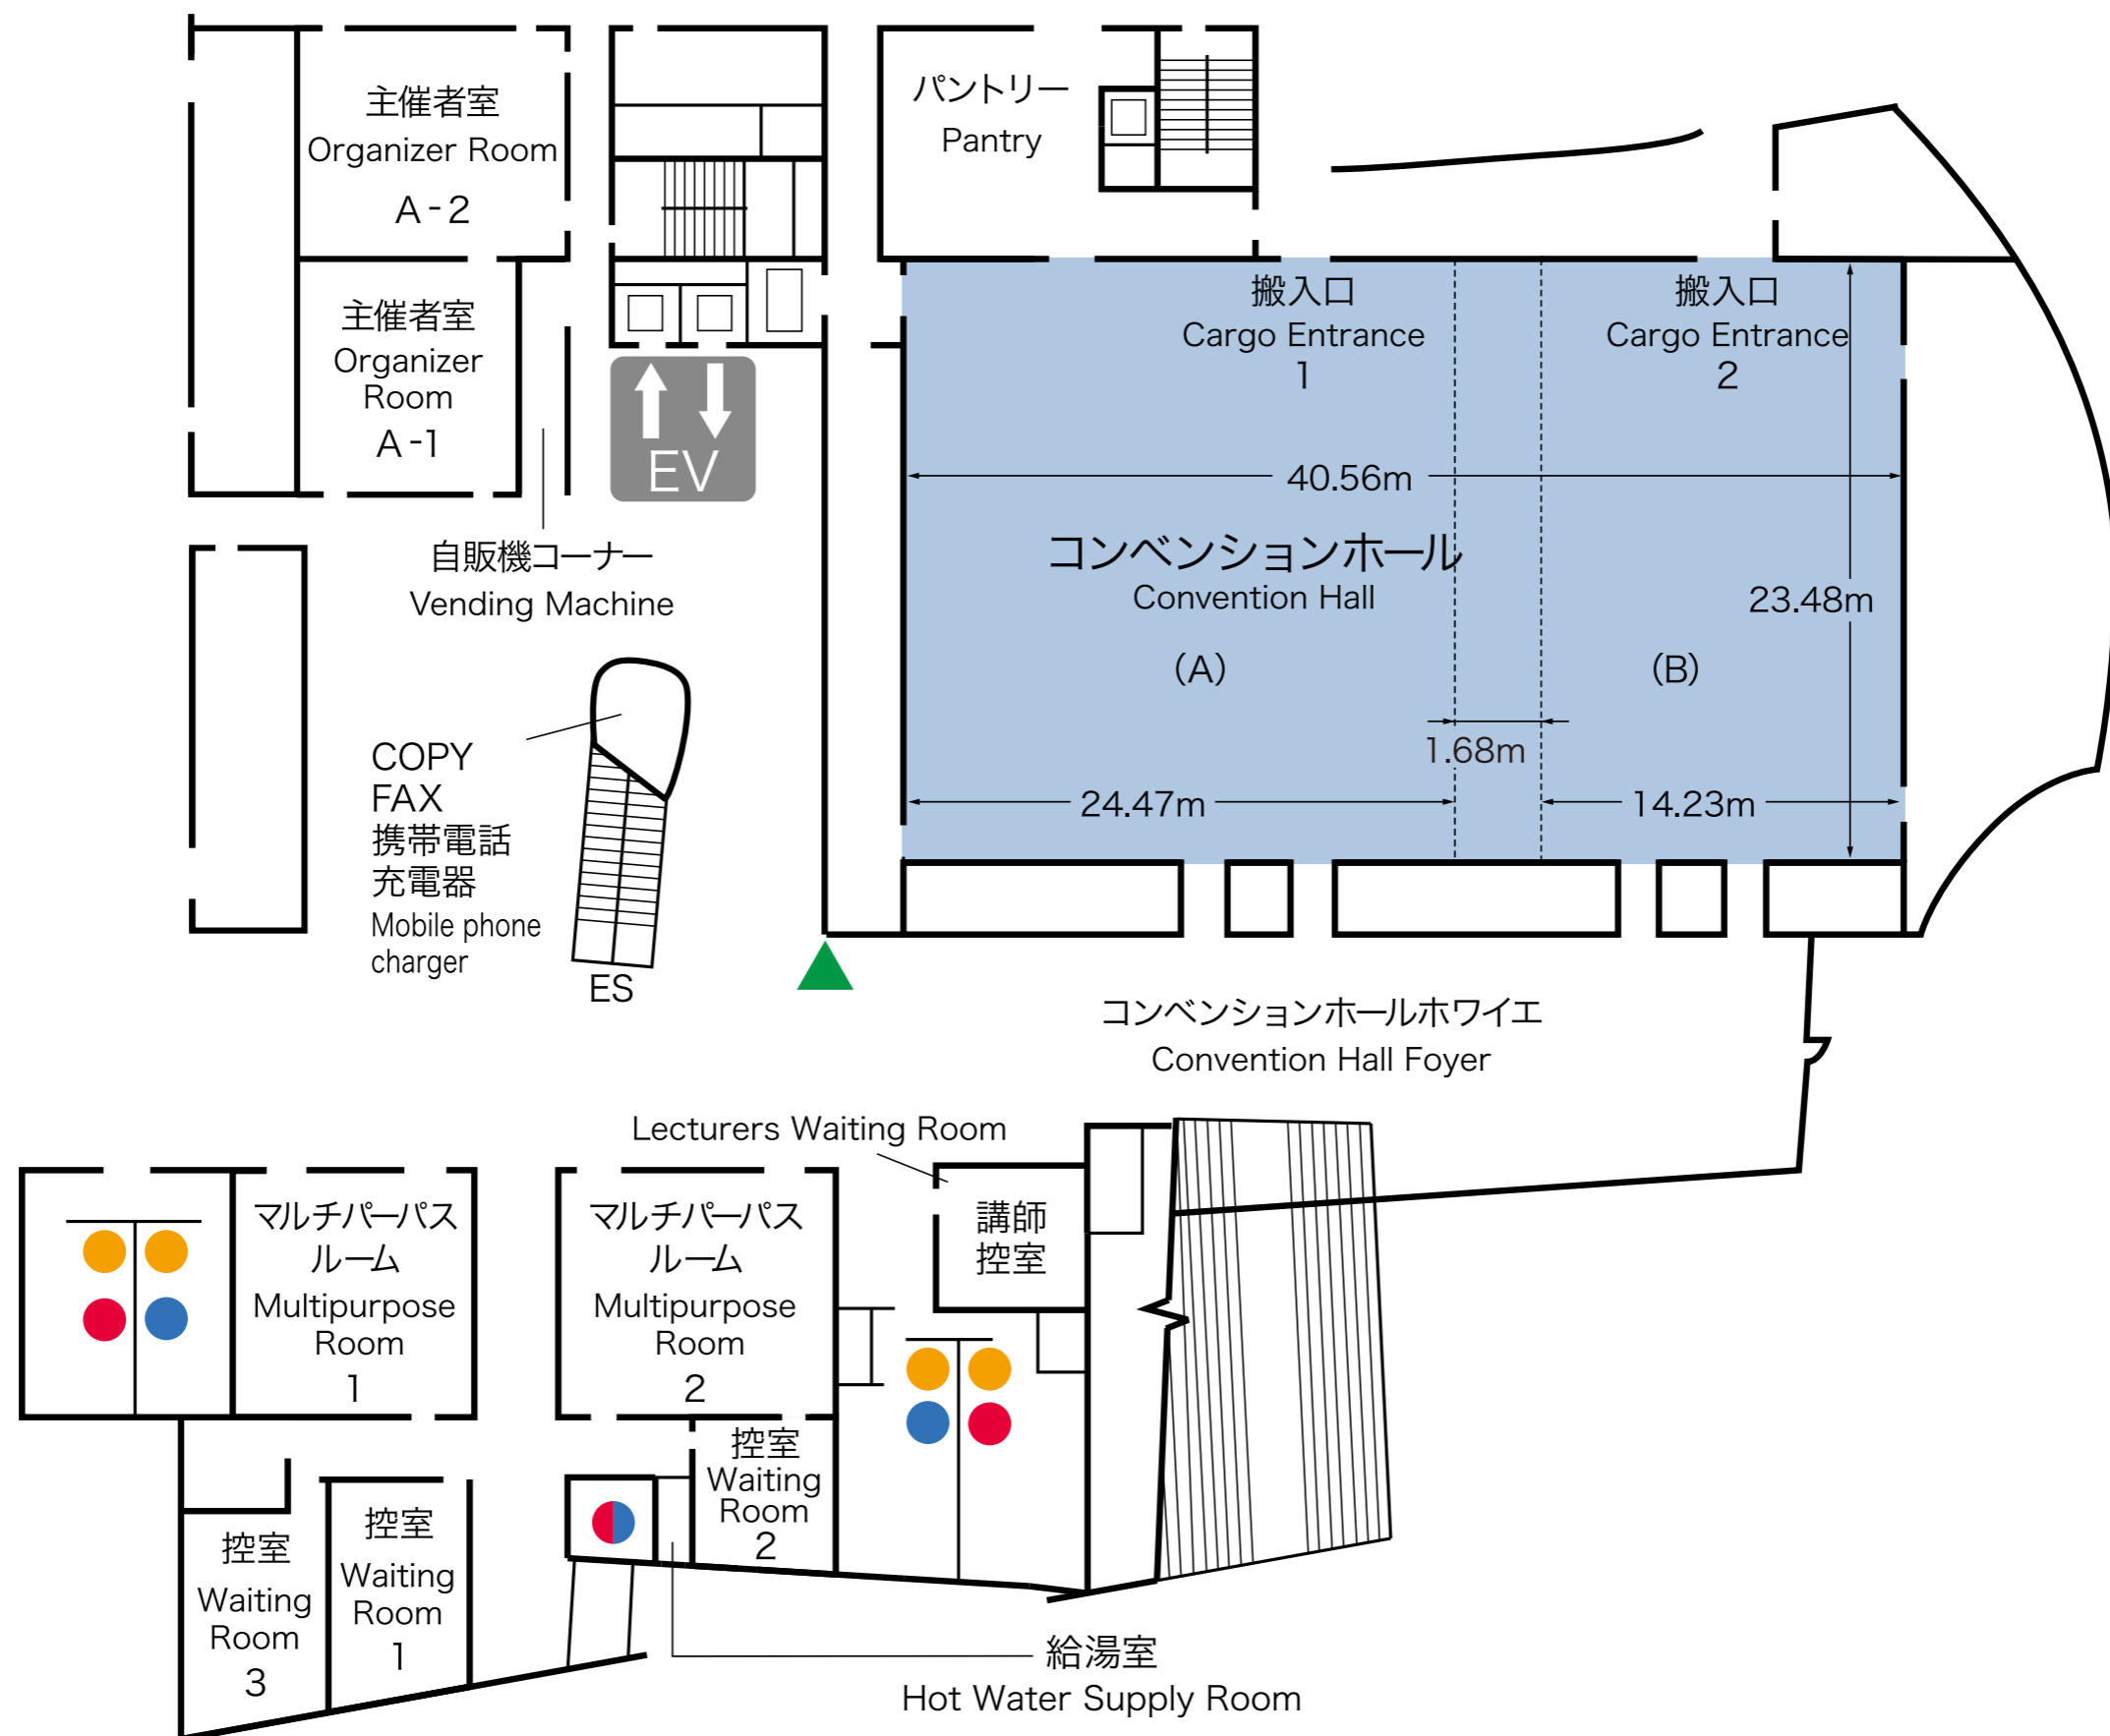 主催者室
Organizer Room
A-2
パントリー
Pantry
主催者室
Organizer
Room
A-1
搬入口
Cargo Entrance
1
搬入口
Cargo Entrance
2
EV
40.56m
自販機コーナー
Vending Machine
コンベンションホール
Convention Hall
23.48m
(A)
(B)
1.68m
24.47m
14.23m
COPY
FAX
携帯電話
充電器
Mobile phone
charger
ES
コンベンションホールホワイエ
Convention Hall Foyer
Lecturers Waiting Room
講師
控室
マルチパーパス
ルーム
Multipurpose
Room
1
マルチパーパス
ルーム
Multipurpose
Room
2
控室
Waiting
Room
2
控室
Waiting
Room
1
控室
Waiting
Room
3
給湯室
Hot Water Supply Room